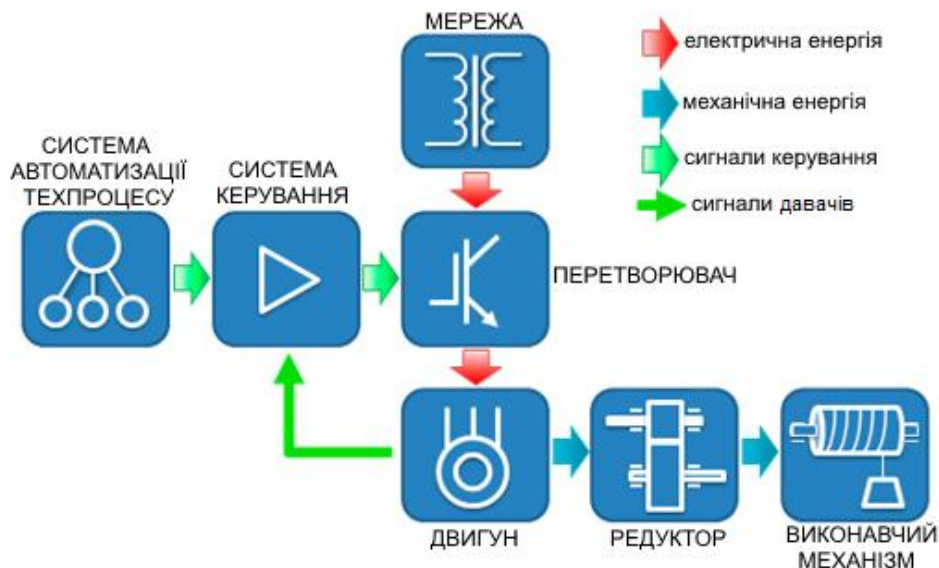 МЕРЕЖА
електрична енергія
механічна енергія
сигнали керування
сигнали давачів
СИСТЕМА
АВТОМАТИЗАЦІЇ
ТЕХПРОЦЕСУ
СИСТЕМА
КЕРУВАННЯ
ПЕРЕТВОРЮВАЧ
ДВИГУН
РЕДУКТОР
ВИКОНАВЧИЙ
МЕХАНІЗМ